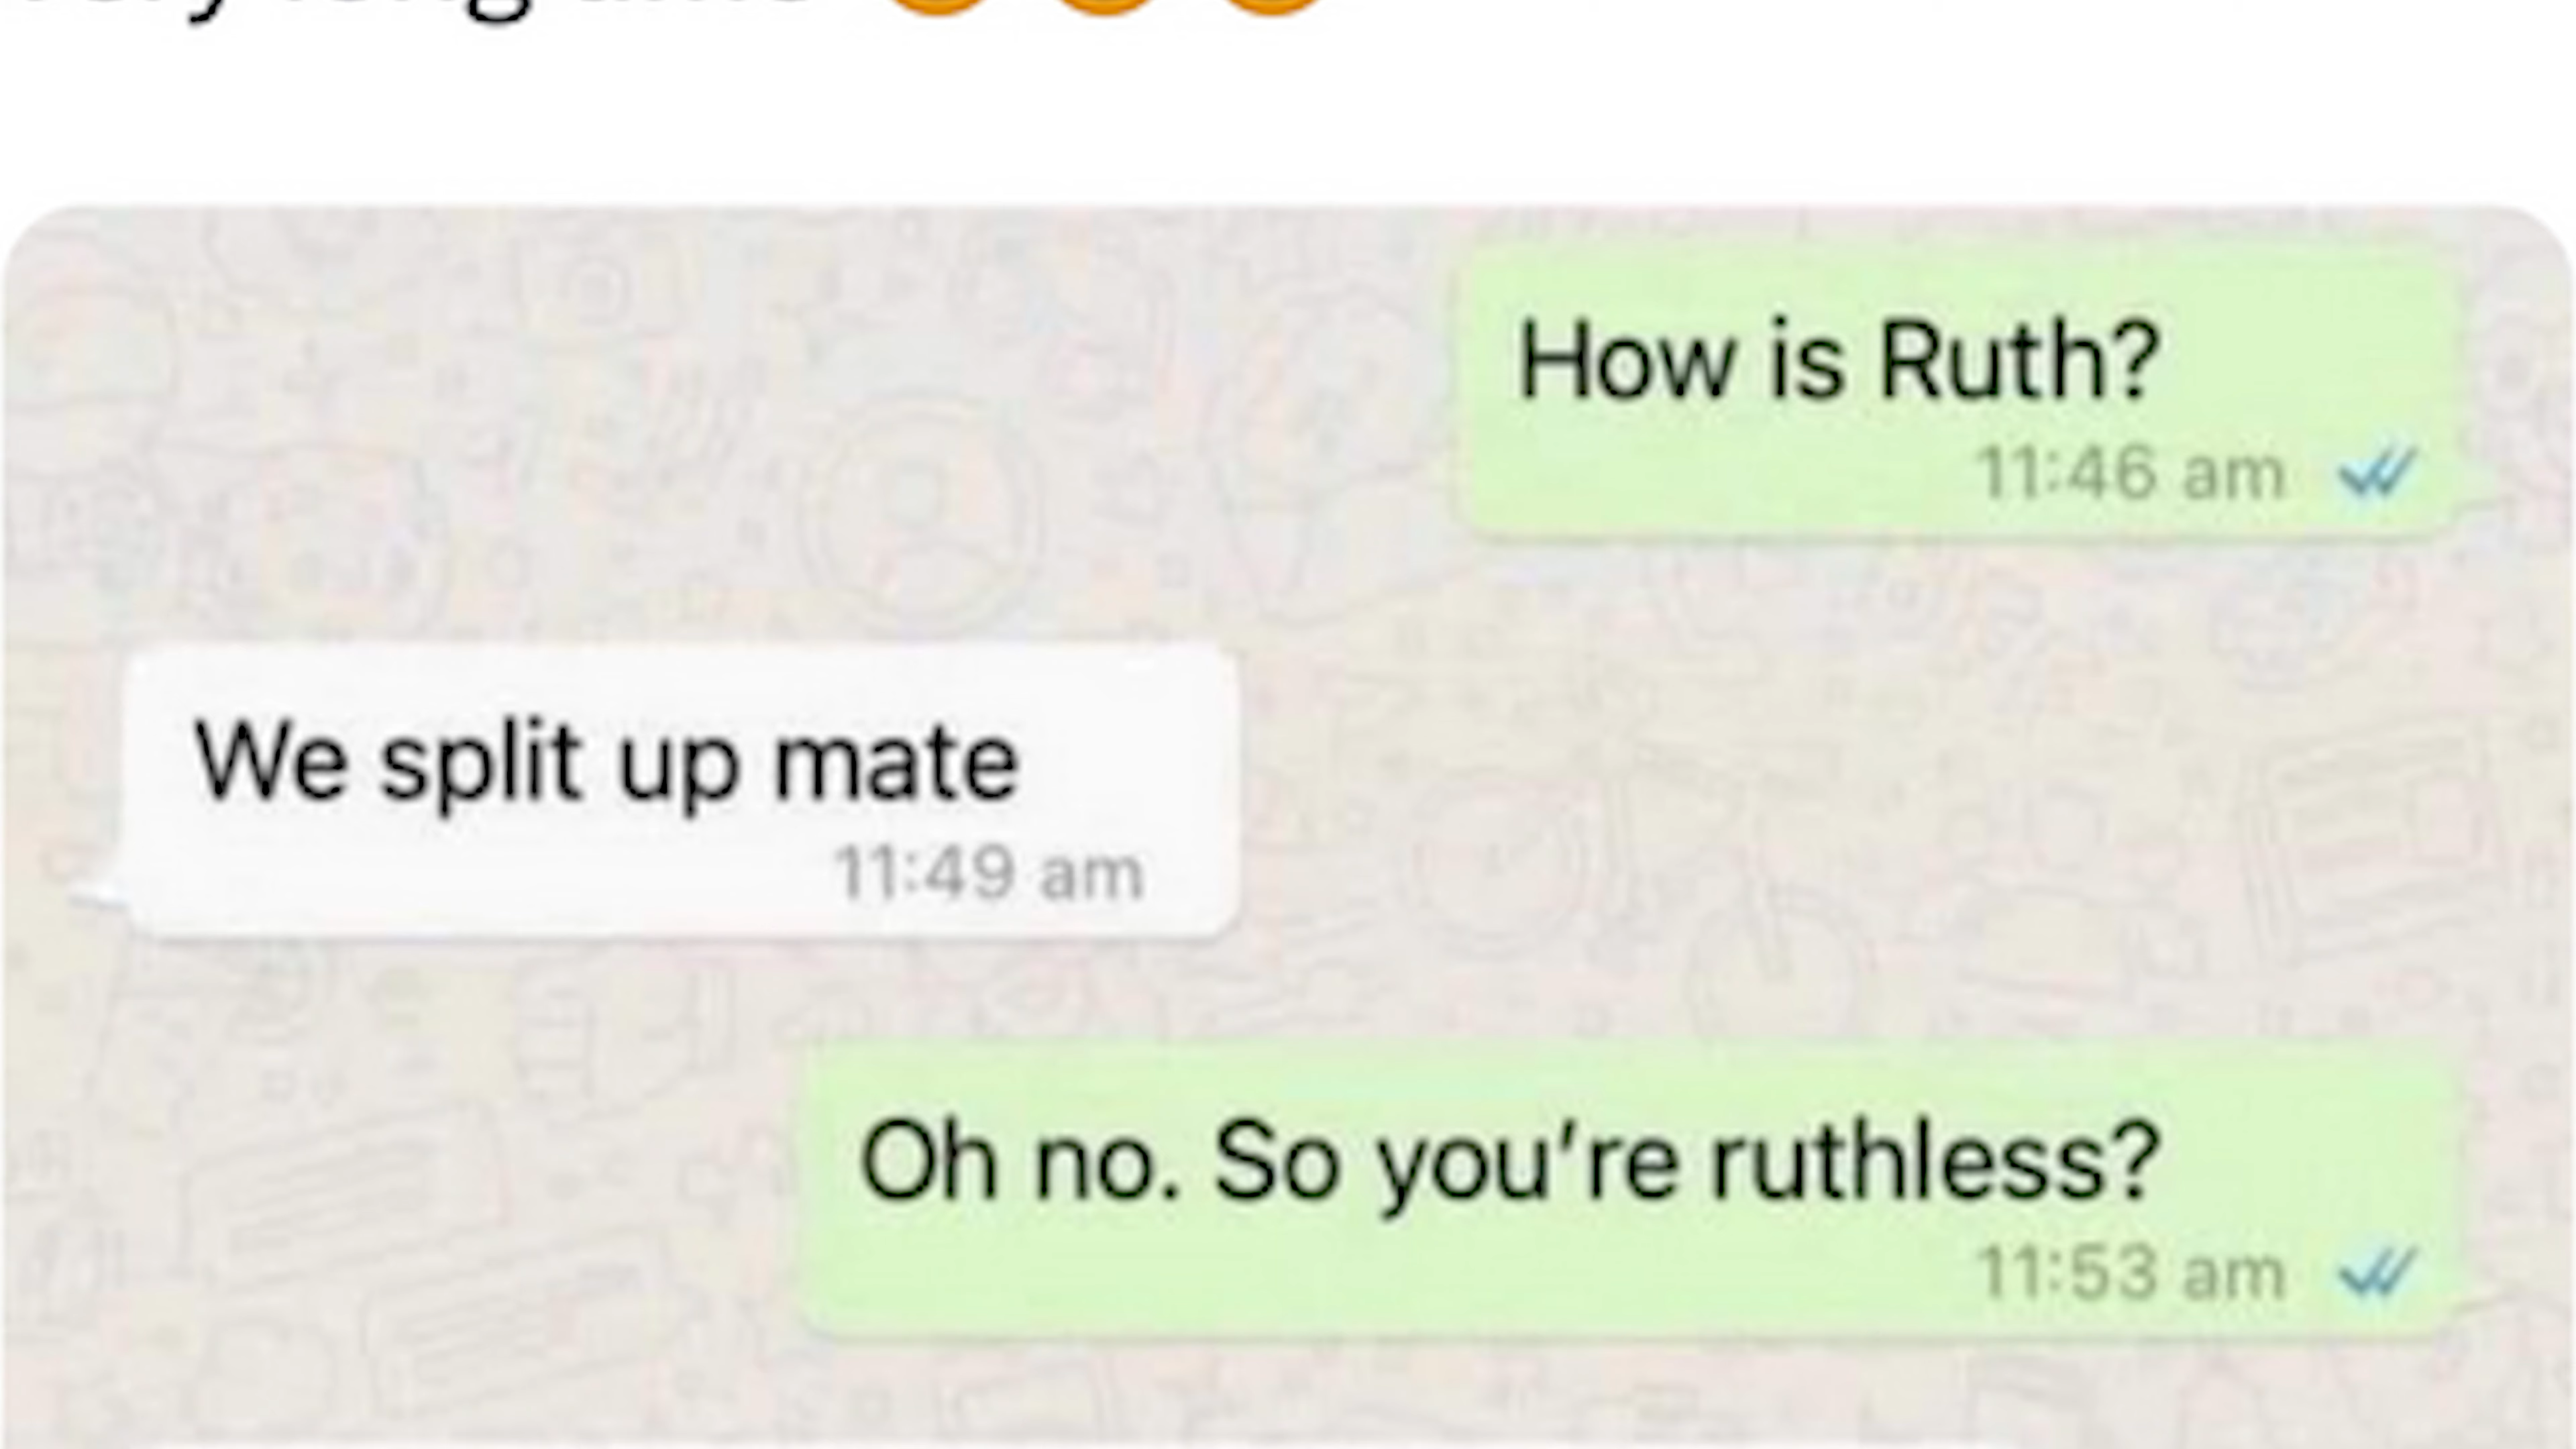 How is Ruth?
11:46 am
We split up mate
11:49 am
Oh no. So you're ruthless?
11:53 am